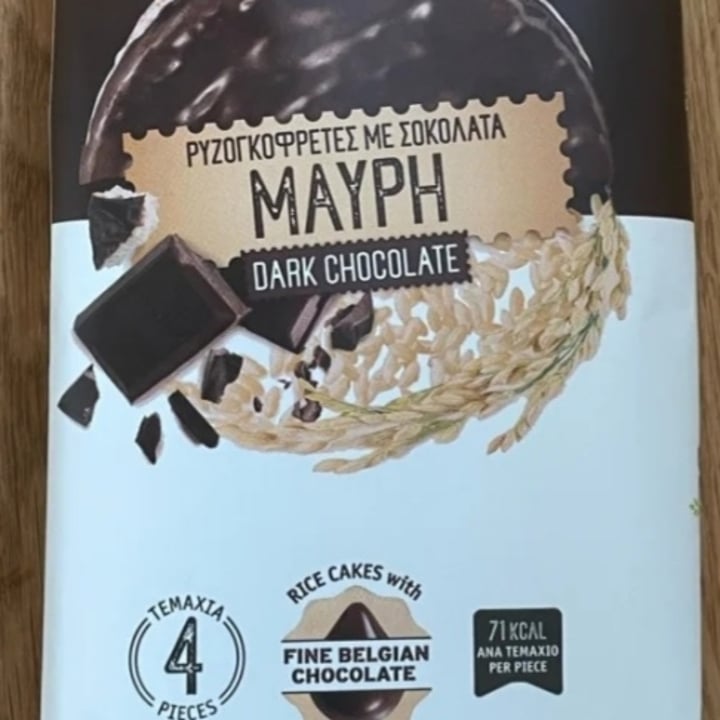 ΡΥΖΟΓΚΟΦΡΕΤΕΣ ΜΕ ΣΟΚΟΛΑΤΑ
ΜΑΥΡΗ
DARK CHOCOLATE
ΤΕΜΑΧΙΑ
4
PIECES
RICE CAKES with
FINE BELGIAN
CHOCOLATE
71 KCAL
ΑΝΑ ΤΕΜΑΧΙΟ
PER PIECE